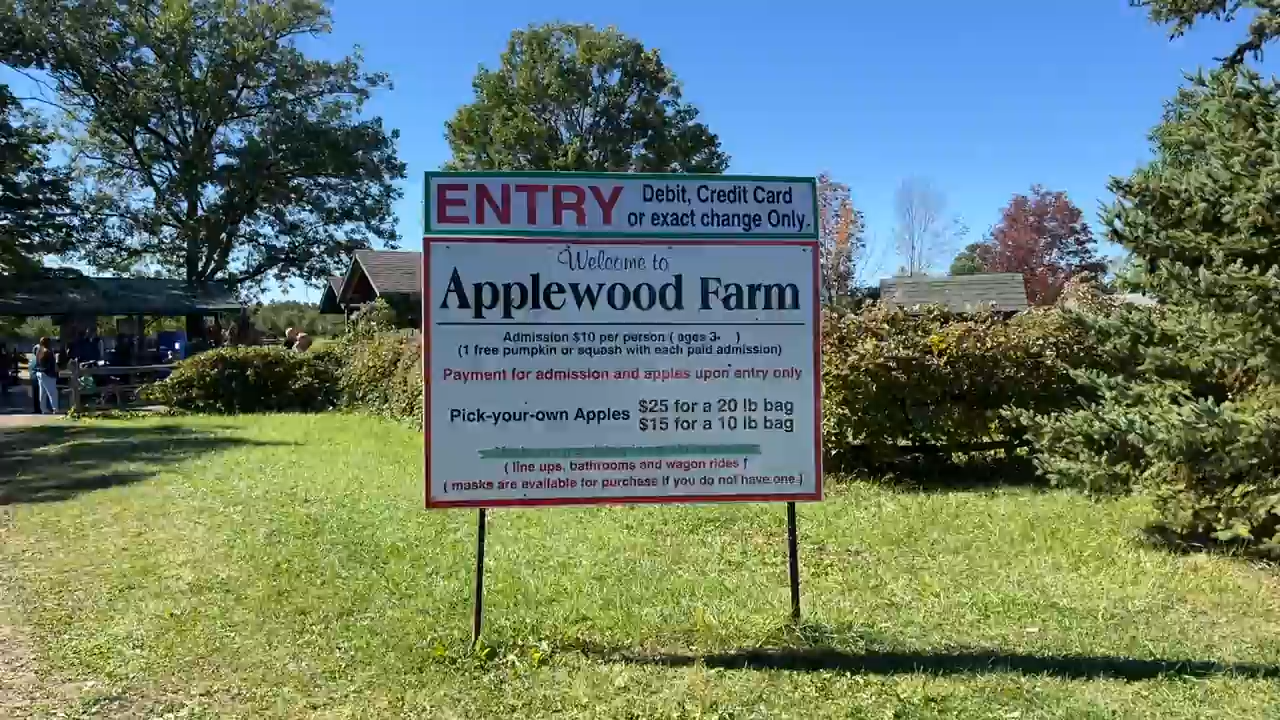 ENTRY Debit, Credit Card
or exact change Only.
Welcome to
Applewood Farm
Admission $10 per person ( ages 3- )
(1 free pumpkin or squash with each paid admission)
Payment for admission and apples upon entry only
Pick-your-own Apples $25 for a 20 lb bag
$15 for a 10 lb bag
( line ups, bathrooms and wagon rides )
( masks are available for purchase if you do not have one )